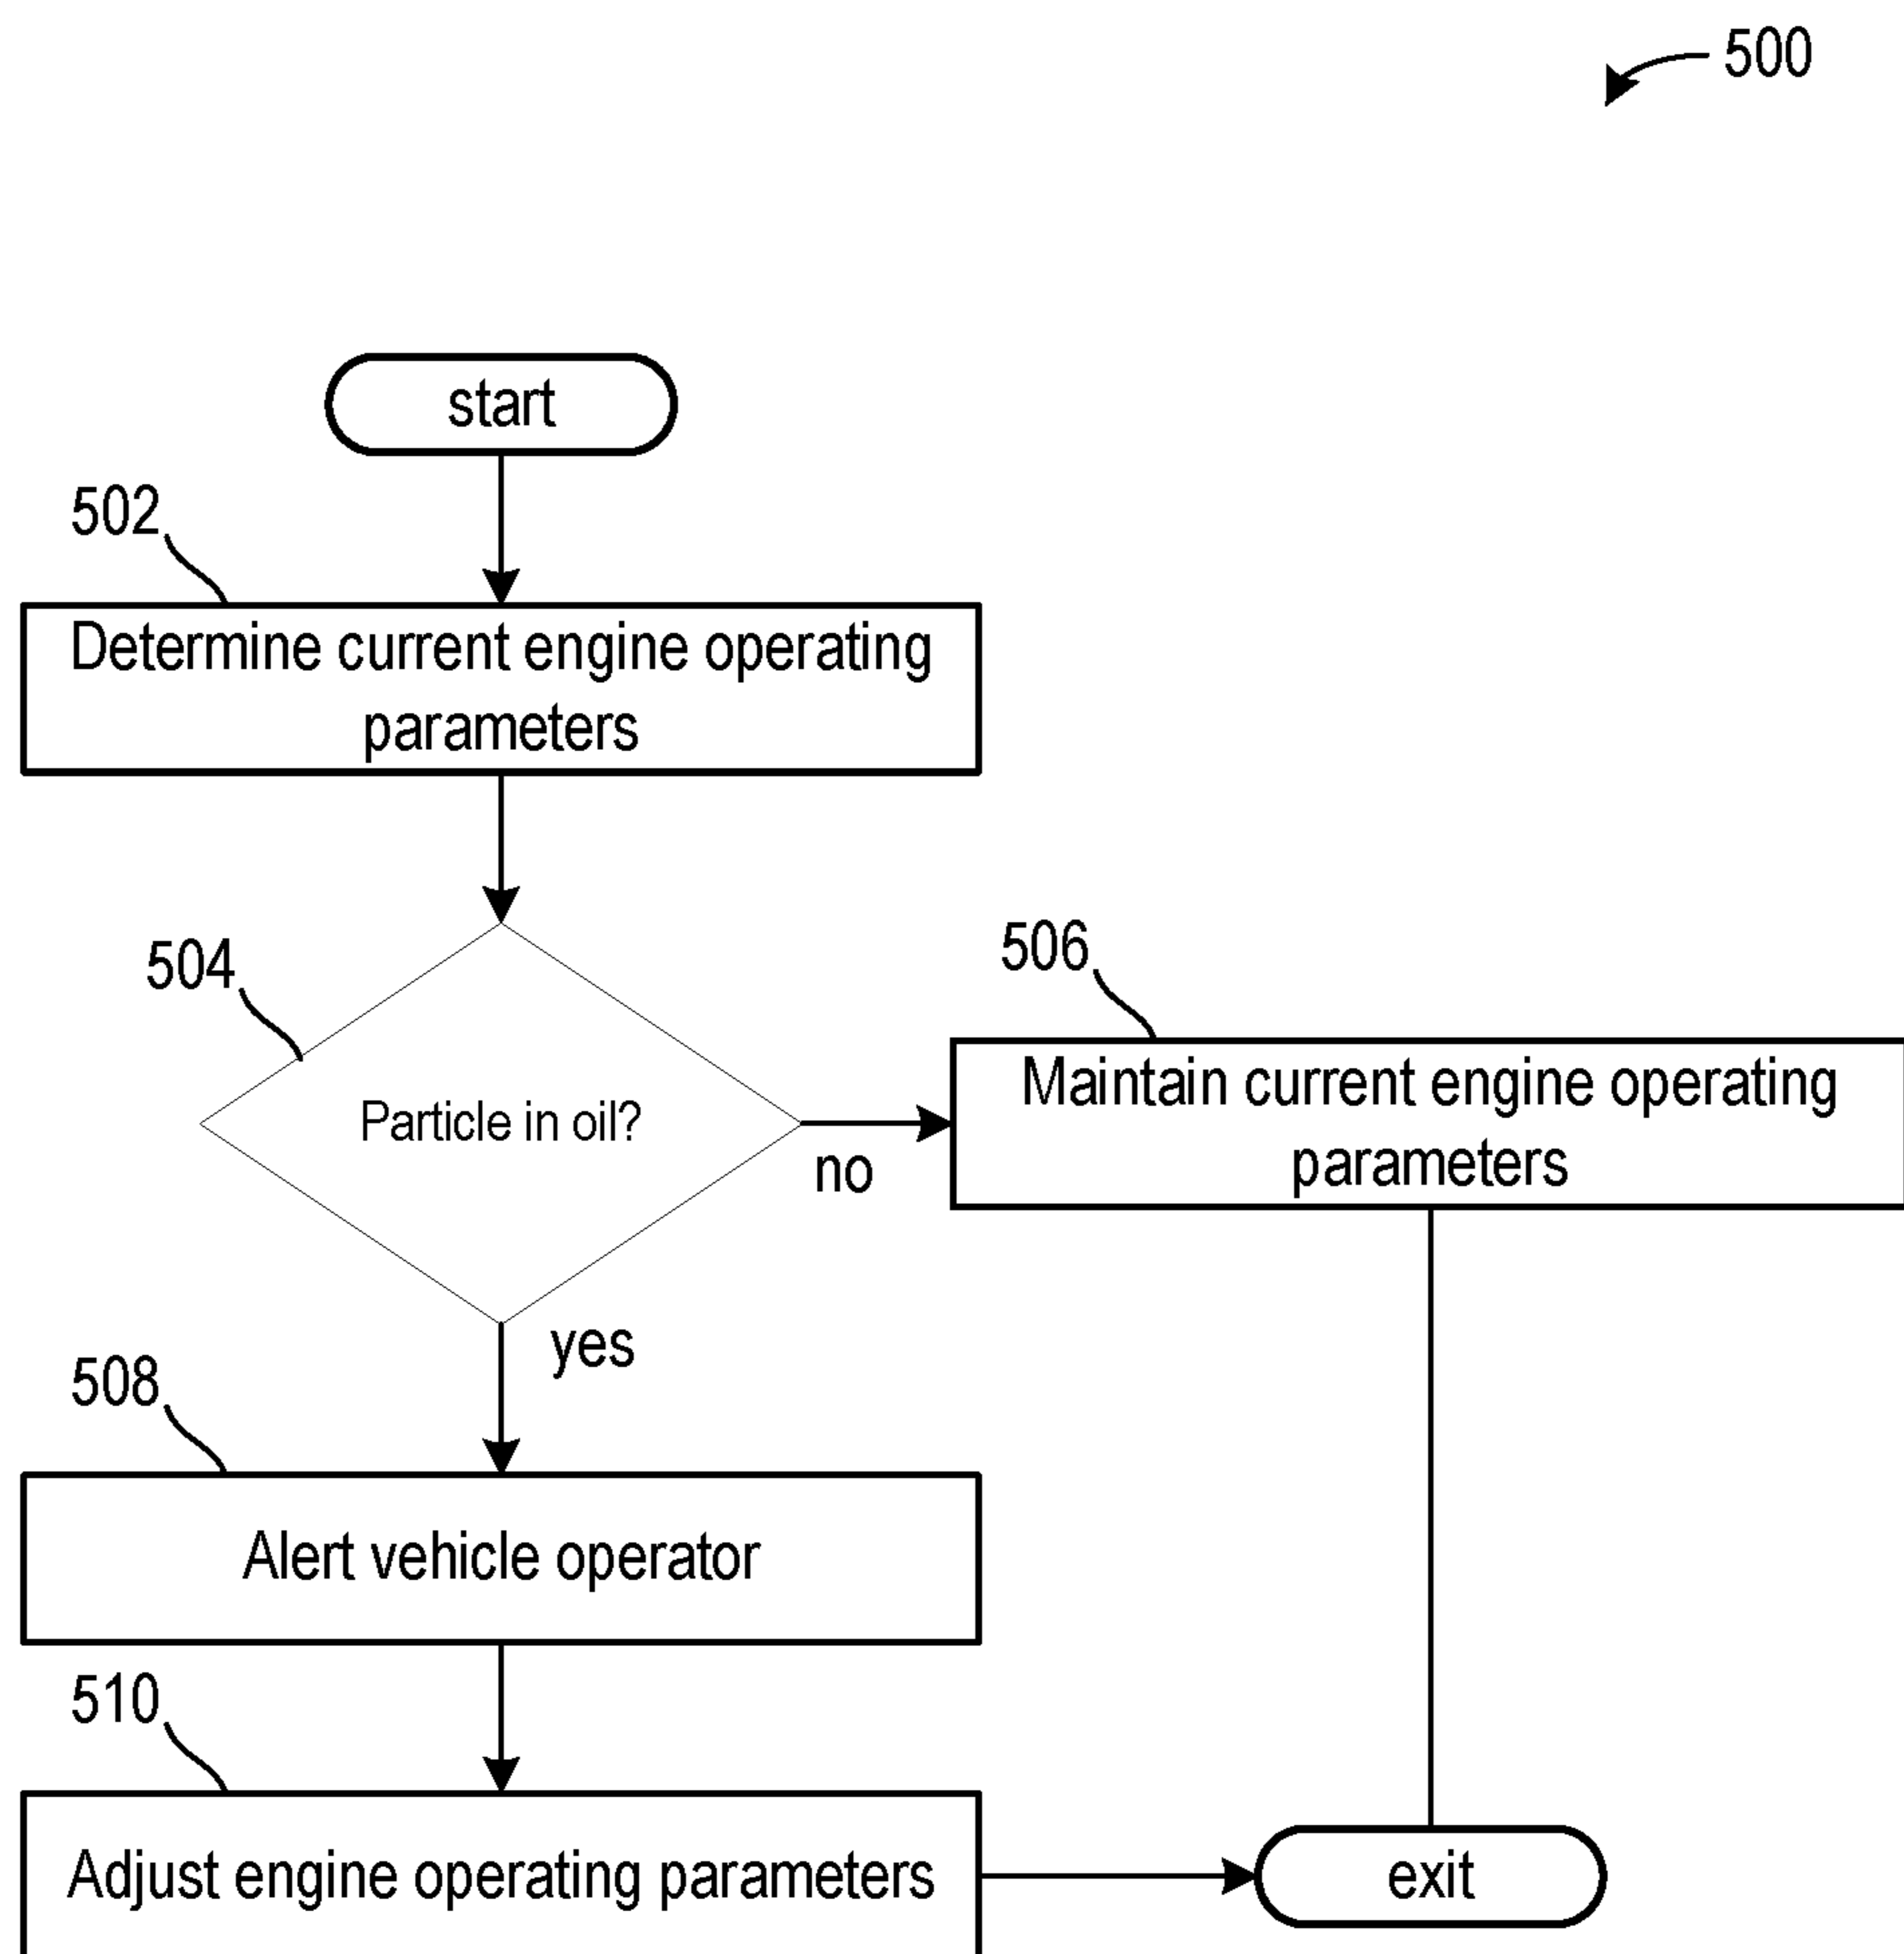 500
start
502
Determine current engine operating
parameters
504
Particle in oil?
no
506
Maintain current engine operating
parameters
yes
508
Alert vehicle operator
510
Adjust engine operating parameters
exit